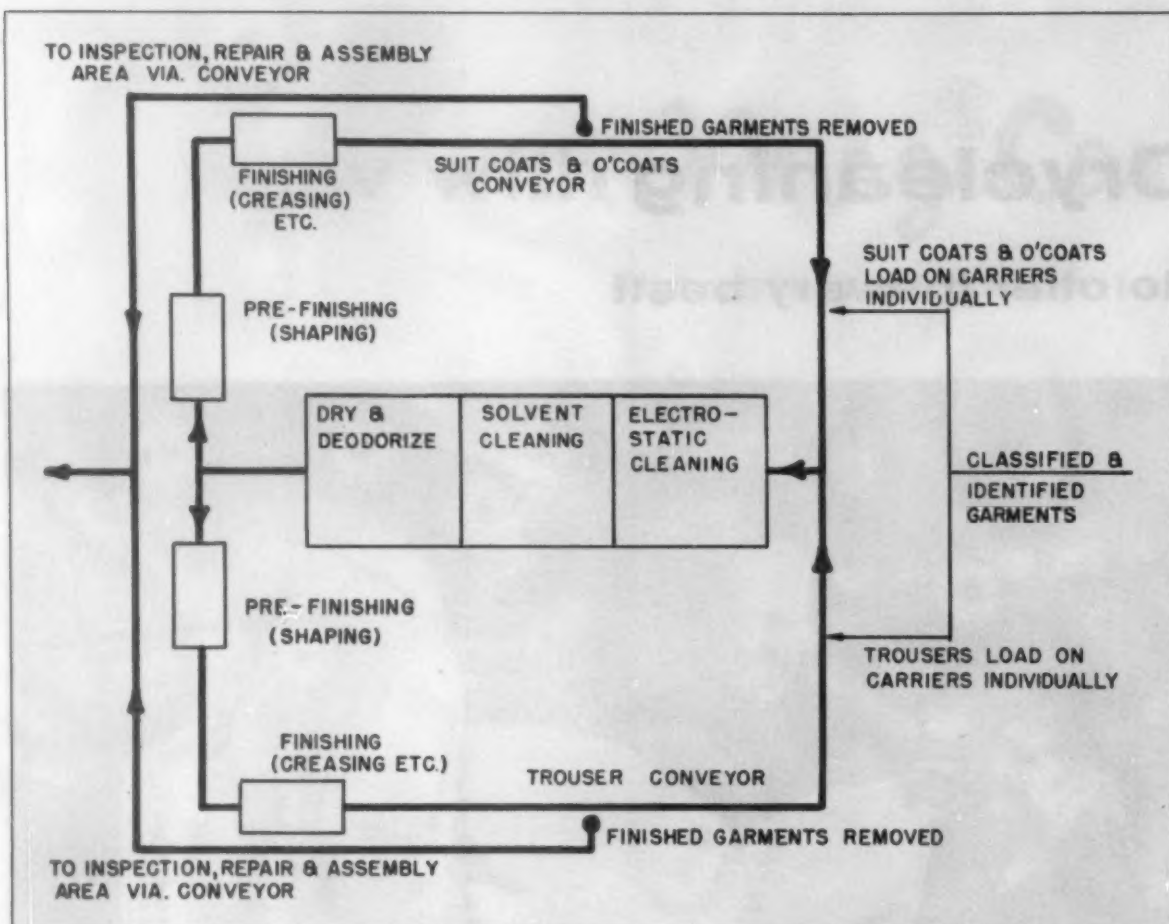 TO INSPECTION, REPAIR & ASSEMBLY
AREA VIA. CONVEYOR
FINISHED GARMENTS REMOVED
SUIT COATS & O'COATS
CONVEYOR
FINISHING
(CREASING)
ETC.
SUIT COATS & O'COATS
LOAD ON CARRIERS
INDIVIDUALLY
PRE-FINISHING
(SHAPING)
DRY &
DEODORIZE
SOLVENT
CLEANING
ELECTRO-
STATIC
CLEANING
CLASSIFIED &
IDENTIFIED
GARMENTS
PRE-FINISHING
(SHAPING)
TROUSERS LOAD ON
CARRIERS INDIVIDUALLY
FINISHING
(CREASING ETC.)
TROUSER CONVEYOR
FINISHED GARMENTS REMOVED
TO INSPECTION, REPAIR & ASSEMBLY
AREA VIA. CONVEYOR